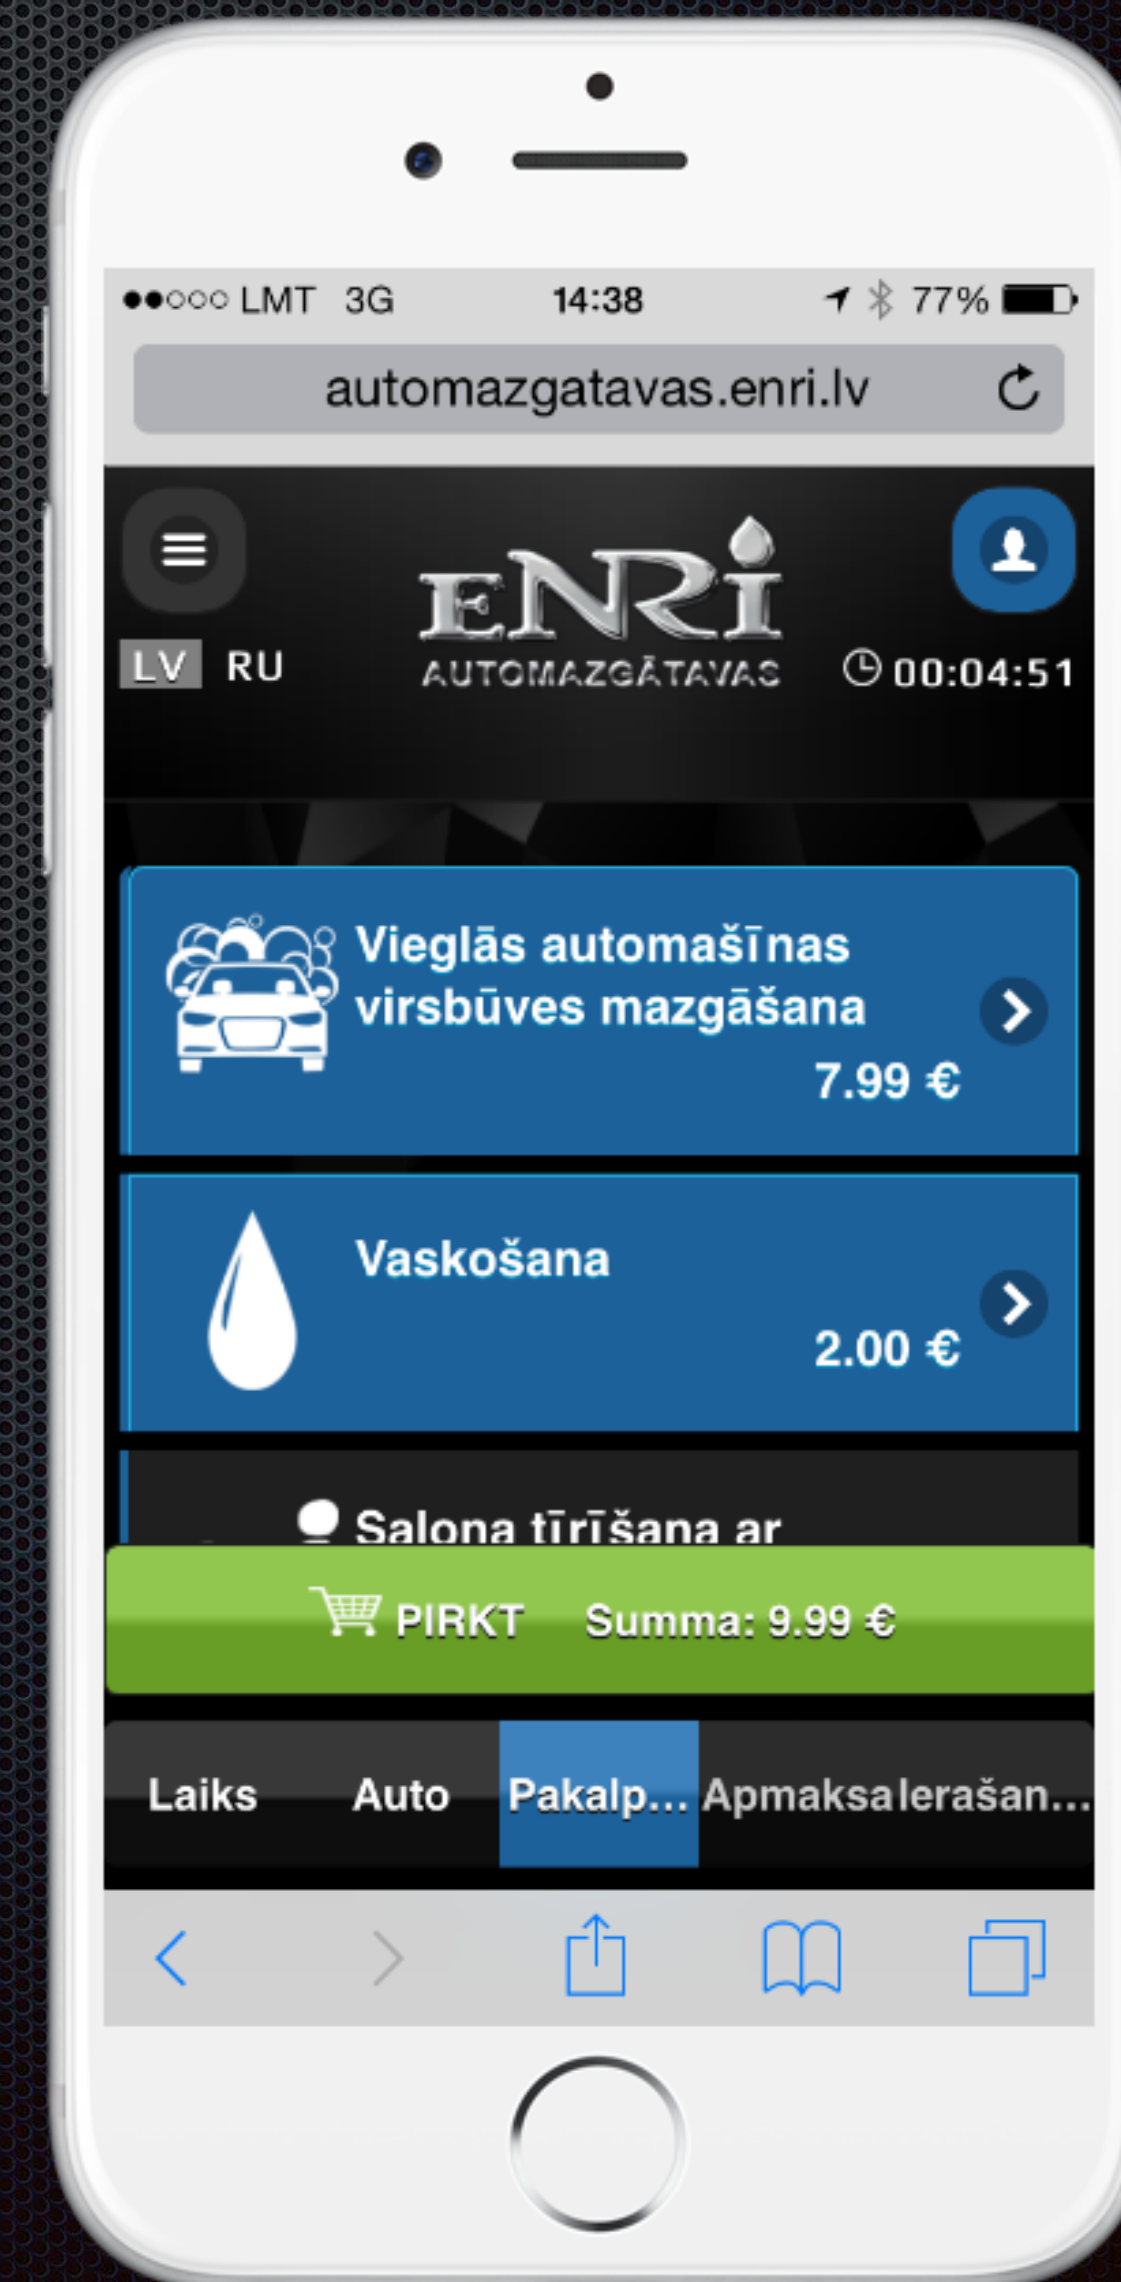 LMT 3G 14:38 77%
automazgatavas.enri.lv
ENRi
AUTOMAZGĀTAVAS
LV RU 00:04:51
Vieglās automašīnas
virsbūves mazgāšana
7.99 €
Vaskošana
2.00 €
Salona tīrīšana ar
PIRKT Summa: 9.99 €
Laiks Auto Pakalp... Apmaksa Ierašan...